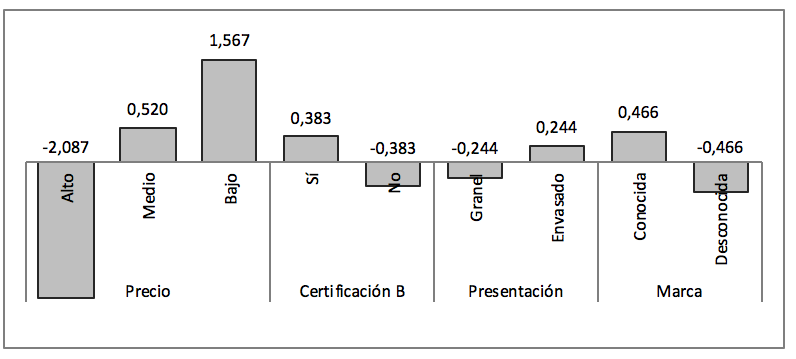 1,567
0,520
0,383
0,466
0,244
-2,087
-0,383
-0,244
-0,466
Alto
Medio
Bajo
Sí
No
Granel
Envasado
Conocida
Desconocida
Precio
Certificación B
Presentación
Marca